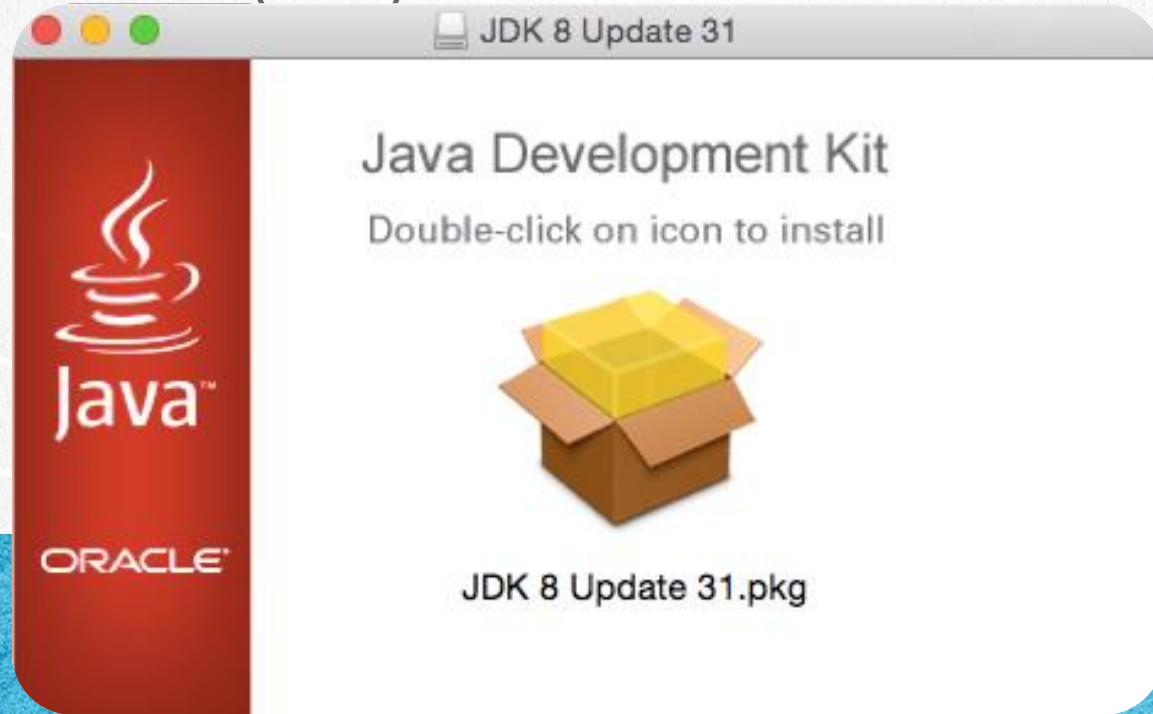 JDK 8 Update 31
Java Development Kit
Double-click on icon to install
Java™
ORACLE®
JDK 8 Update 31.pkg